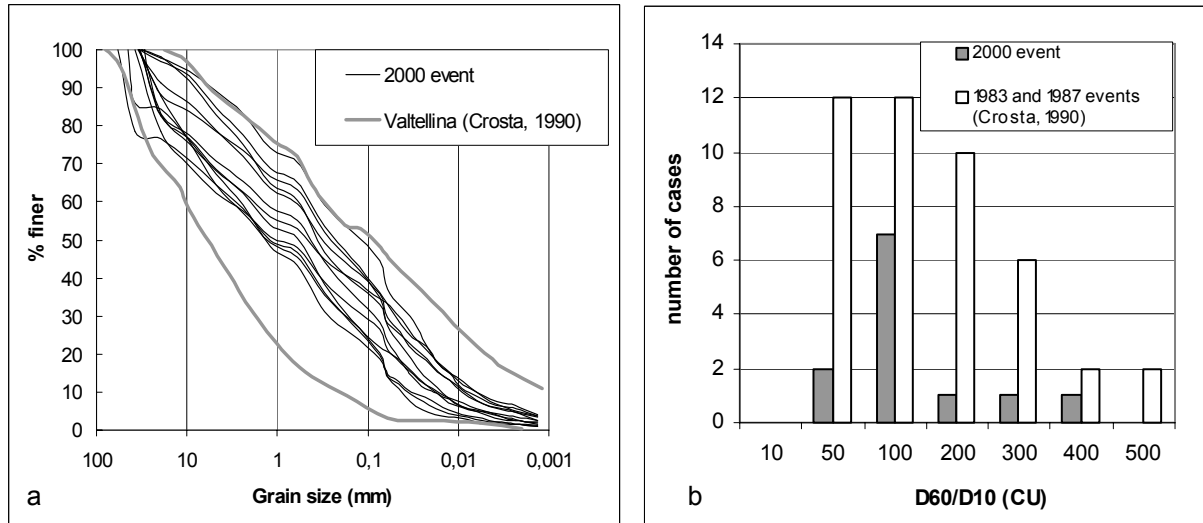 100
90
80
70
60
50
40
30
20
10
0
% finer
2000 event
Valtellina (Crosta, 1990)
100
10
1
0,1
0,01
0,001
Grain size (mm)
a
14
12
10
8
6
4
2
0
number of cases
2000 event
1983 and 1987 events
(Crosta, 1990)
10
50
100
200
300
400
500
D60/D10 (CU)
b